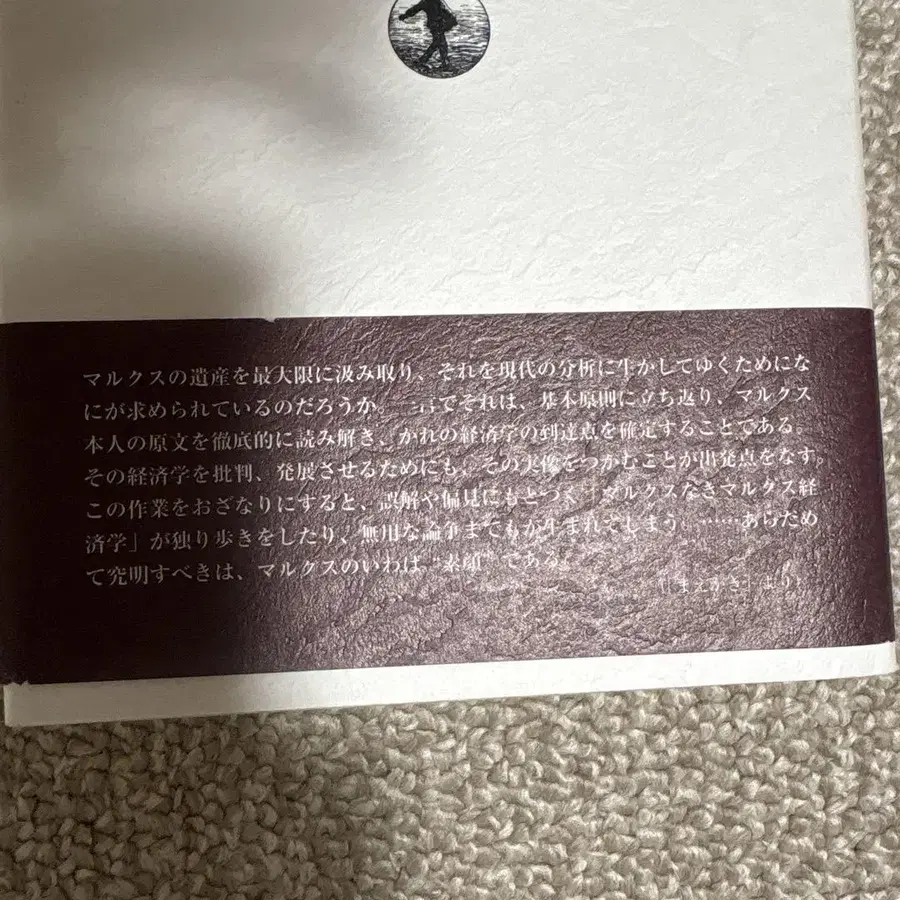 マルクスの遺産を最大限に汲み取り、それを現代の分析に生かしてゆくためにな
にが求められているのだろうか。一言でそれは、基本原則に立ち返り、マルクス
本人の原文を徹底的に読み解き、かれの経済学の到達点を確定することである。
その経済学を批判、発展させるためにも、その実像をつかむことが出発点をなす。
この作業をおざなりにすると、誤解や偏見にもとづく「マルクスなきマルクス経
済学」が独り歩きをしたり、無用な論争までもが生まれてしまう。……あらため
て究明すべきは、マルクスのいわば“素顔”である。
（「まえがき」より）